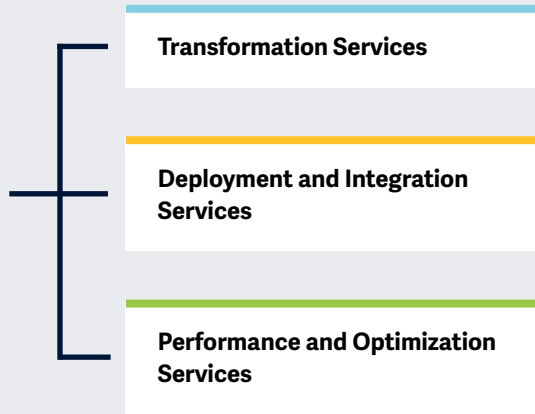 Transformation Services
Deployment and Integration
Services
Performance and Optimization
Services